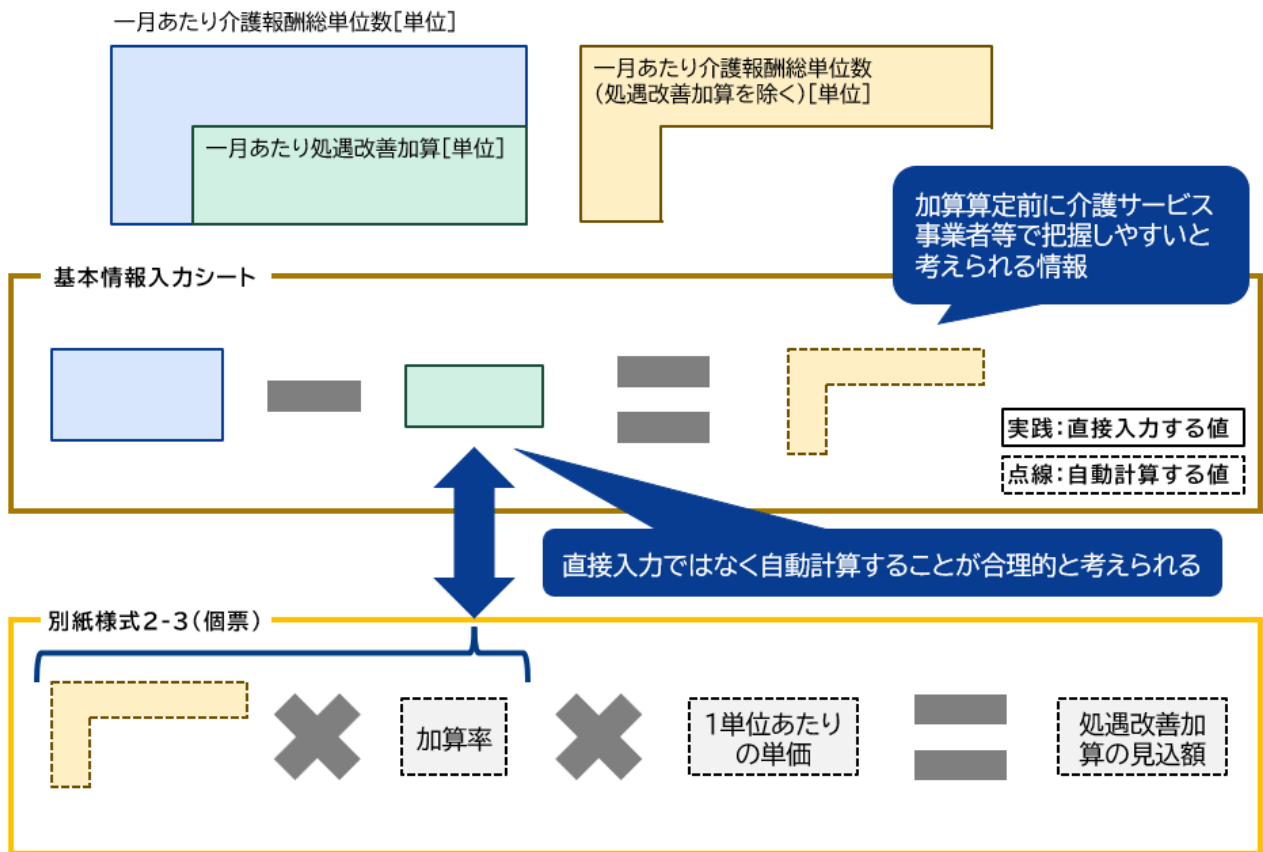 一月あたり介護報酬総単位数[単位]
一月あたり処遇改善加算[単位]
一月あたり介護報酬総単位数
(処遇改善加算を除く)[単位]
加算算定前に介護サービス
事業者等で把握しやすいと
考えられる情報
基本情報入力シート
実践:直接入力する値
点線:自動計算する値
直接入力ではなく自動計算することが合理的と考えられる
別紙様式2-3(個票)
加算率
1単位あたり
の単価
処遇改善加
算の見込額